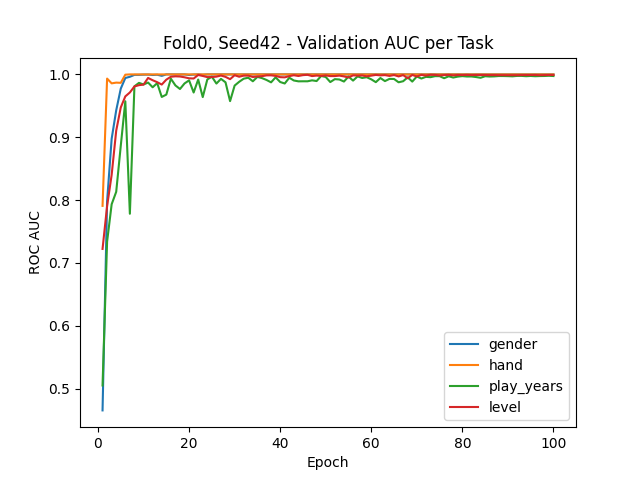 Fold0, Seed42 - Validation AUC per Task
ROC AUC
1.0
0.9
0.8
0.7
0.6
0.5
0
20
40
60
80
100
Epoch
gender
hand
play_years
level